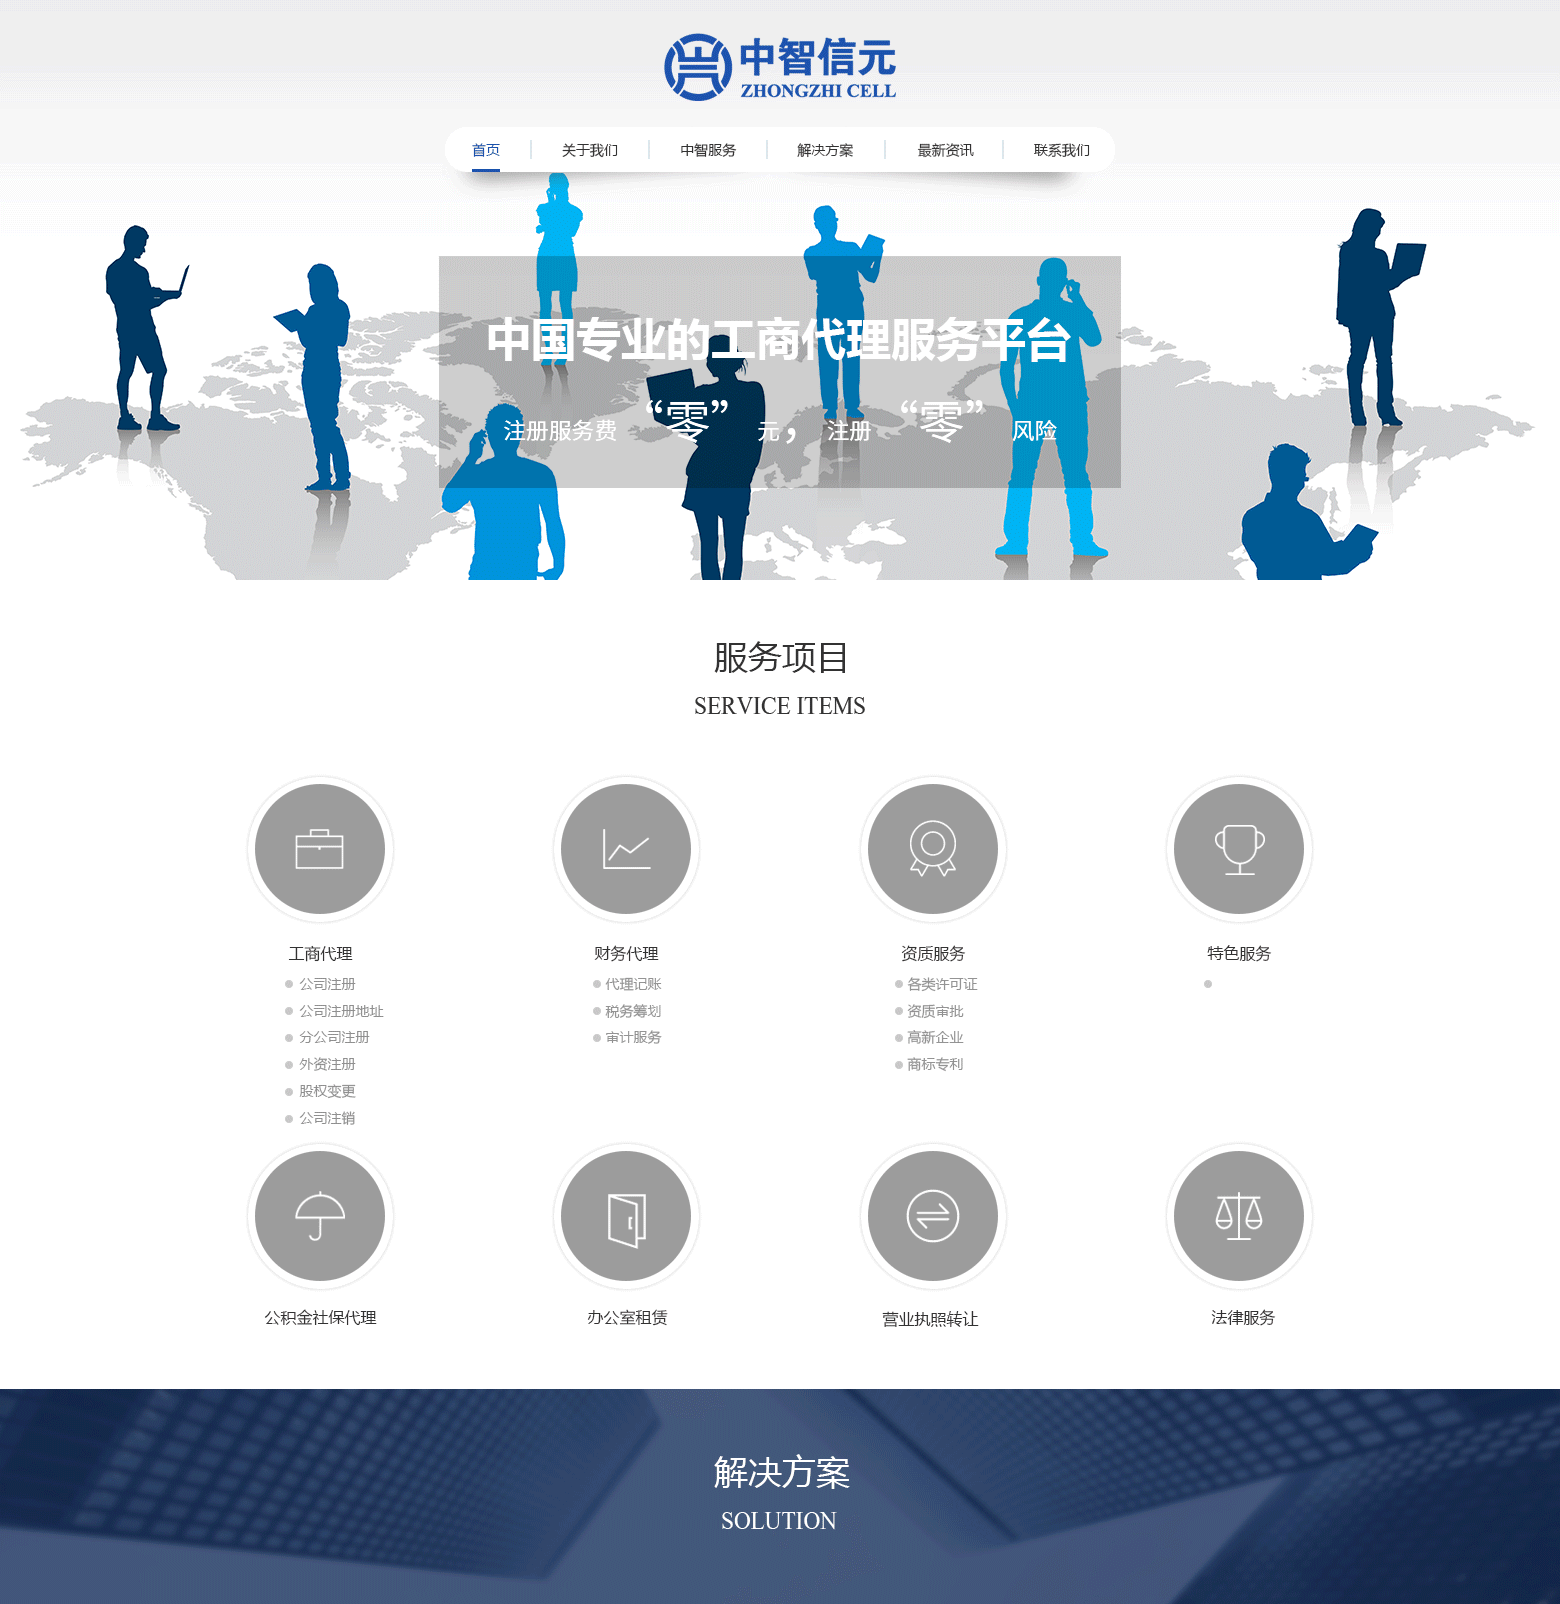 中智信元
ZHONGZHI CELL
首页 关于我们 中智服务 解决方案 最新资讯 联系我们
中国专业的工商代理服务平台
注册服务费 “零” 元， 注册 “零” 风险
服务项目
SERVICE ITEMS
工商代理
公司注册
公司注册地址
分公司注册
外资注册
股权变更
公司注销
财务代理
代理记账
税务筹划
审计服务
资质服务
各类许可证
资质审批
高新企业
商标专利
特色服务
公积金社保代理
办公室租赁
营业执照转让
法律服务
解决方案
SOLUTION